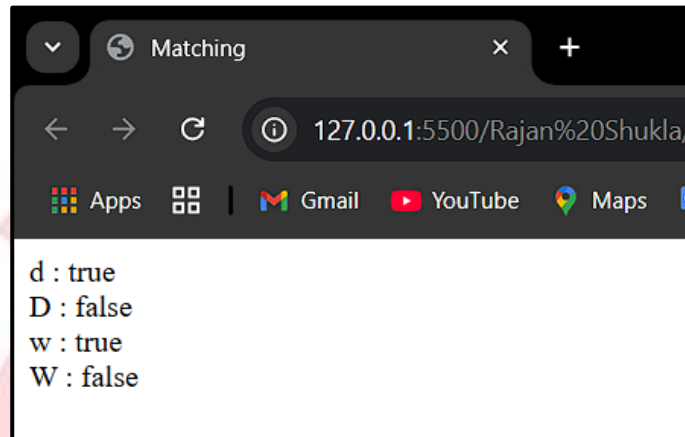 Matching
127.0.0.1:5500/Rajan%20Shukla/
Apps Gmail YouTube Maps
d : true
D : false
w : true
W : false